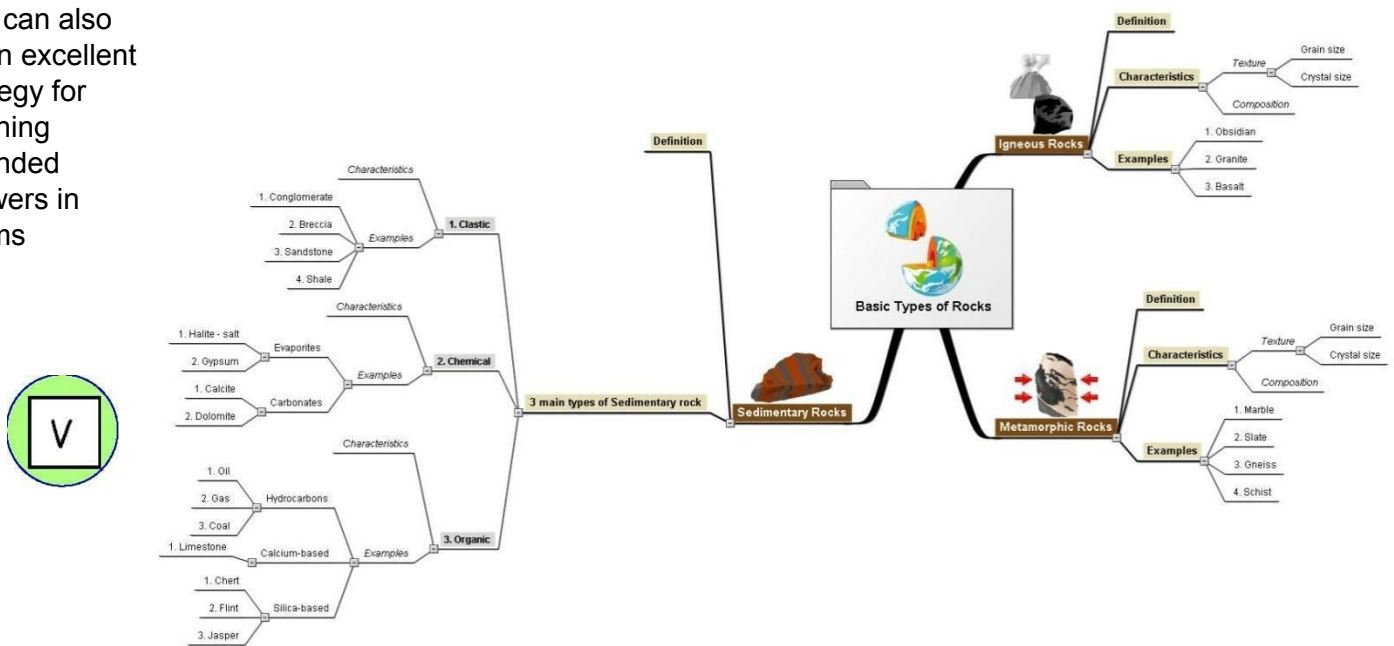 can also
n excellent
egy for
ning
nded
vers in
ns
V
Basic Types of Rocks
Igneous Rocks
Definition
Characteristics
Texture
Grain size
Crystal size
Composition
Examples
1. Obsidian
2. Granite
3. Basalt
Metamorphic Rocks
Definition
Characteristics
Texture
Grain size
Crystal size
Composition
Examples
1. Marble
2. Slate
3. Gneiss
4. Schist
Sedimentary Rocks
Definition
3 main types of Sedimentary rock
1. Clastic
Characteristics
Examples
1. Conglomerate
2. Breccia
3. Sandstone
4. Shale
2. Chemical
Characteristics
Examples
Evaporites
1. Halite - salt
2. Gypsum
Carbonates
1. Calcite
2. Dolomite
3. Organic
Characteristics
Examples
Hydrocarbons
1. Oil
2. Gas
3. Coal
Calcium-based
1. Limestone
Silica-based
1. Chert
2. Flint
3. Jasper